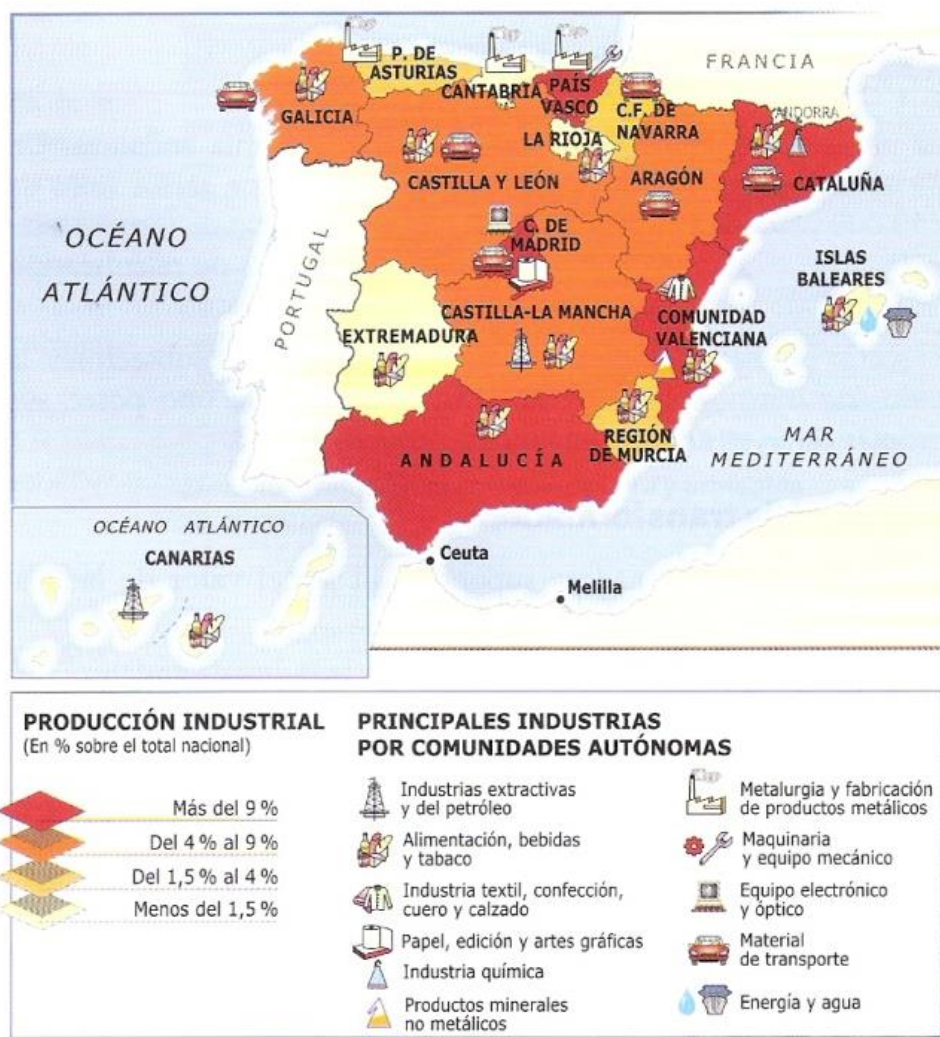 P. DE
ASTURIAS
CANTABRIA
PAÍS
VASCO
FRANCIA
GALICIA
LA RIOJA
C.F. DE
NAVARRA
ANDORRA
CASTILLA Y LEÓN
ARAGÓN
CATALUÑA
OCÉANO
ATLÁNTICO
PORTUGAL
C. DE
MADRID
ISLAS
BALEARES
CASTILLA-LA MANCHA
EXTREMADURA
COMUNIDAD
VALENCIANA
REGIÓN
DE MURCIA
ANDALUCÍA
MAR
MEDITERRÁNEO
OCÉANO ATLÁNTICO
CANARIAS
Ceuta
Melilla
PRODUCCIÓN INDUSTRIAL
(En % sobre el total nacional)
Más del 9 %
Del 4 % al 9 %
Del 1,5 % al 4 %
Menos del 1,5 %
PRINCIPALES INDUSTRIAS
POR COMUNIDADES AUTÓNOMAS
Industrias extractivas
y del petróleo
Alimentación, bebidas
y tabaco
Industria textil, confección,
cuero y calzado
Papel, edición y artes gráficas
Industria química
Productos minerales
no metálicos
Metalurgia y fabricación
de productos metálicos
Maquinaria
y equipo mecánico
Equipo electrónico
y óptico
Material
de transporte
Energía y agua